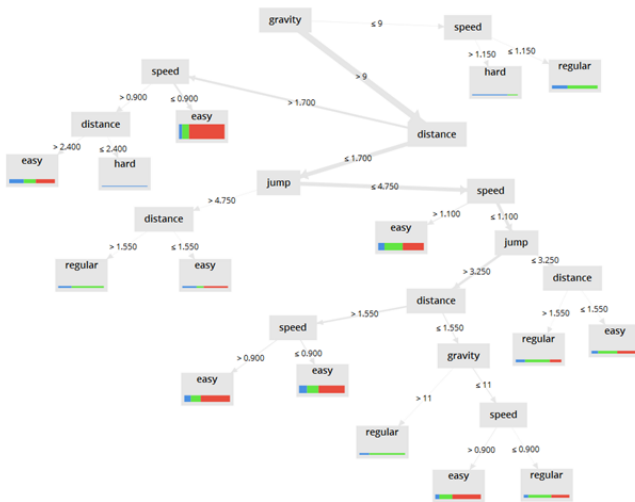 gravity
≤ 9
speed
> 1.150
≤ 1.150
hard
regular
> 9
speed
> 1.700
> 0.900
≤ 0.900
distance
easy
distance
> 2.400
≤ 2.400
easy
hard
≤ 1.700
jump
> 4.750
≤ 4.750
speed
distance
> 1.100
≤ 1.100
easy
jump
> 1.550
≤ 1.550
regular
easy
> 3.250
≤ 3.250
distance
distance
> 1.550
≤ 1.550
> 1.550
≤ 1.550
speed
regular
easy
> 0.900
≤ 0.900
gravity
easy
easy
> 11
≤ 11
regular
speed
> 0.900
≤ 0.900
easy
regular